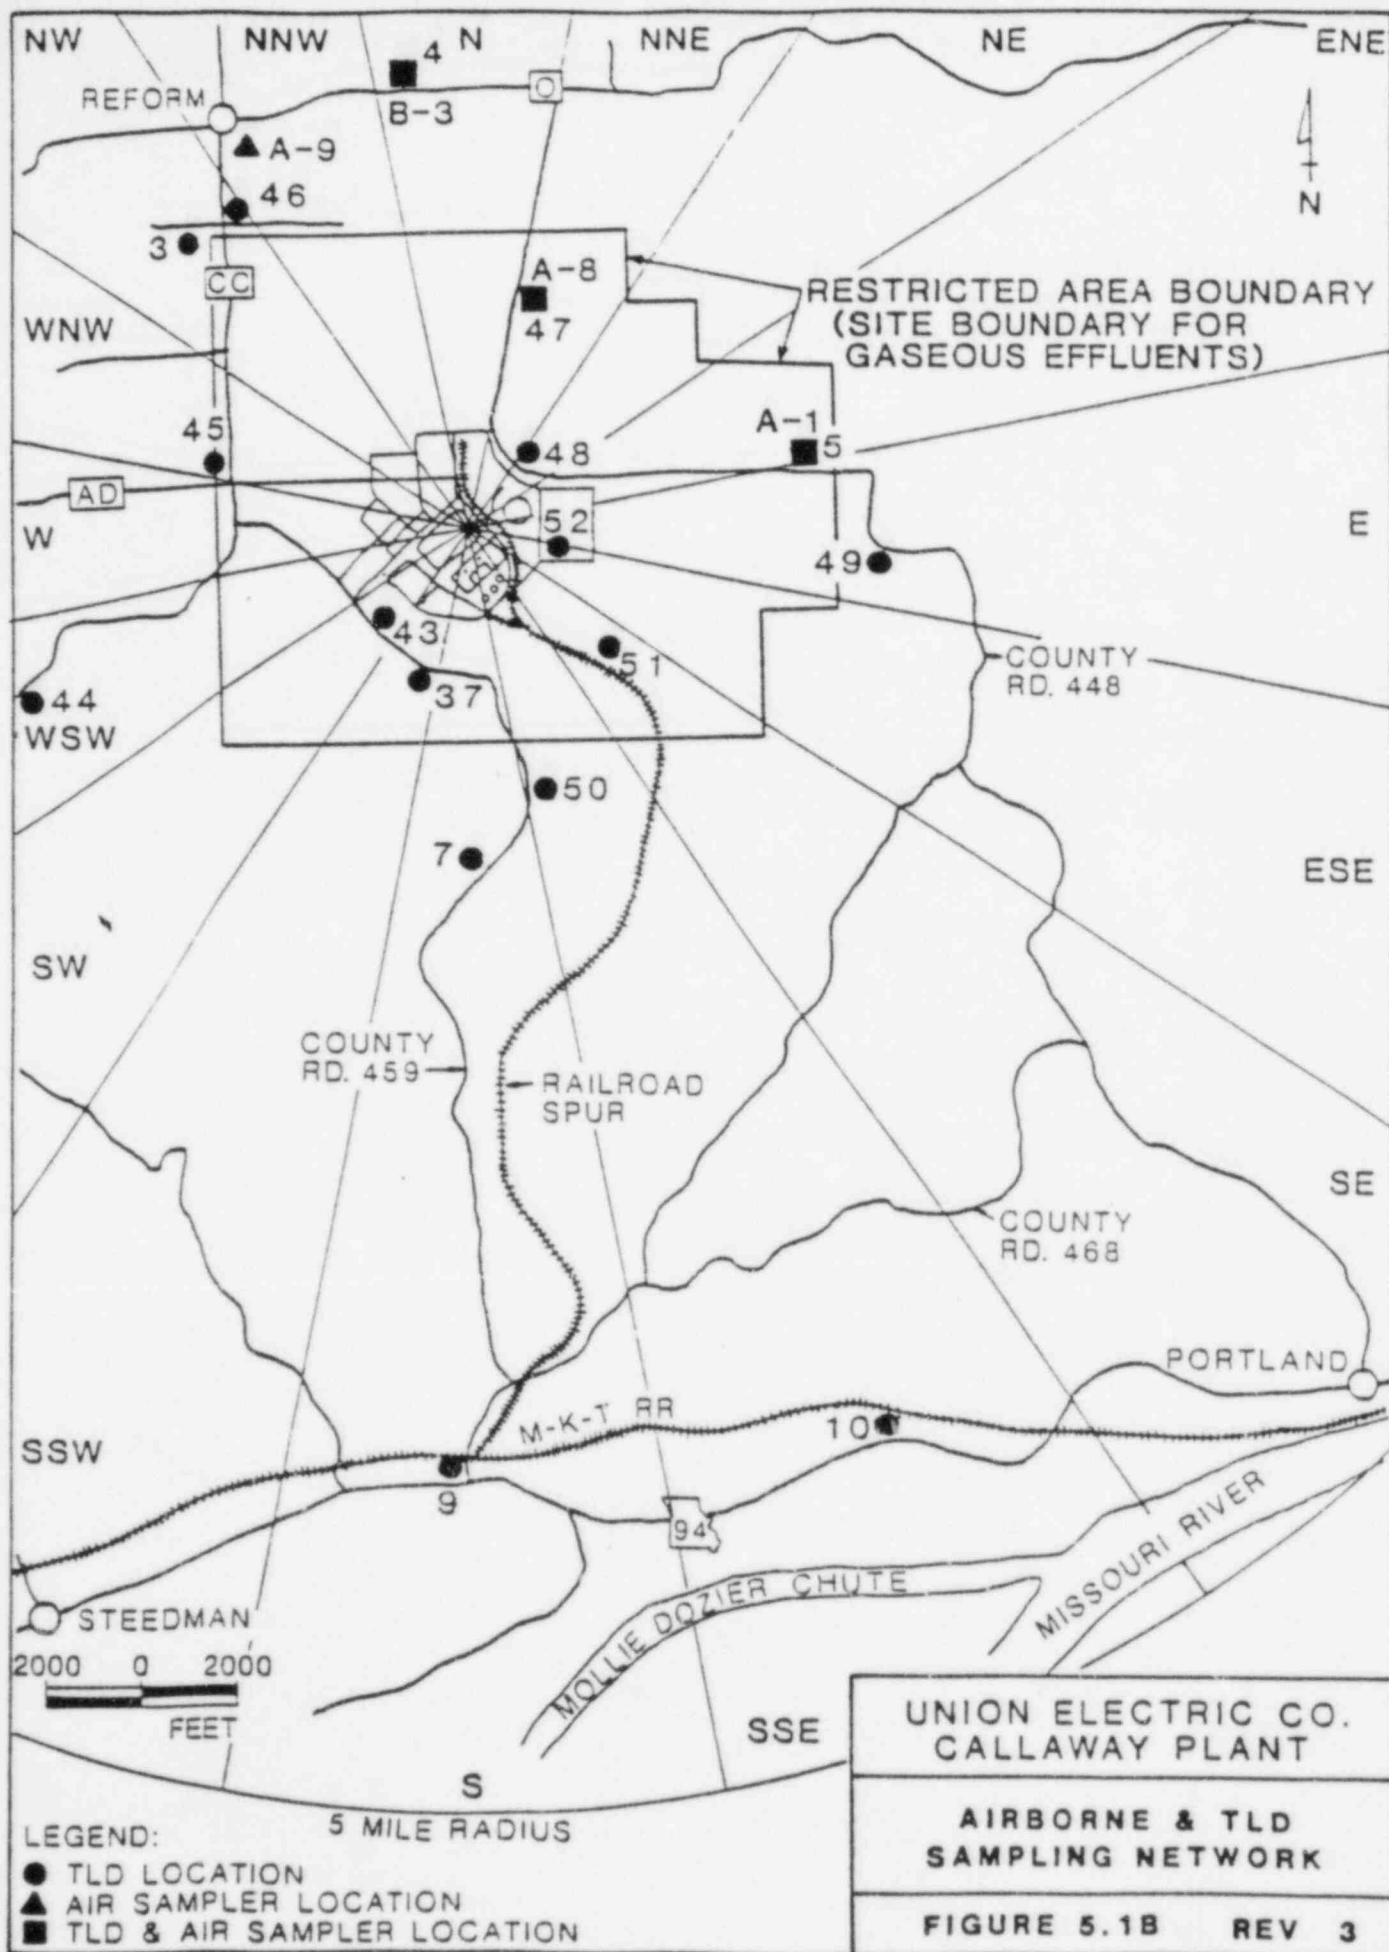 NW
NNW
N
NNE
NE
ENE
4
REFORM
B-3
O
A-9
46
N
3
CC
A-8
47
RESTRICTED AREA BOUNDARY
(SITE BOUNDARY FOR
GASEOUS EFFLUENTS)
WNW
45
48
A-1
5
AD
W
52
E
49
43
51
COUNTY
RD. 448
37
44
WSW
50
7
ESE
SW
COUNTY
RD. 459
RAILROAD
SPUR
SE
COUNTY
RD. 468
PORTLAND
M-K-T RR
10
SSW
9
94
MISSOURI RIVER
MOLLIE DOZIER CHUTE
STEEDMAN
2000 0 2000
FEET
SSE
S
5 MILE RADIUS
LEGEND:
TLD LOCATION
AIR SAMPLER LOCATION
TLD & AIR SAMPLER LOCATION
UNION ELECTRIC CO.
CALLAWAY PLANT
AIRBORNE & TLD
SAMPLING NETWORK
FIGURE 5.1B REV 3